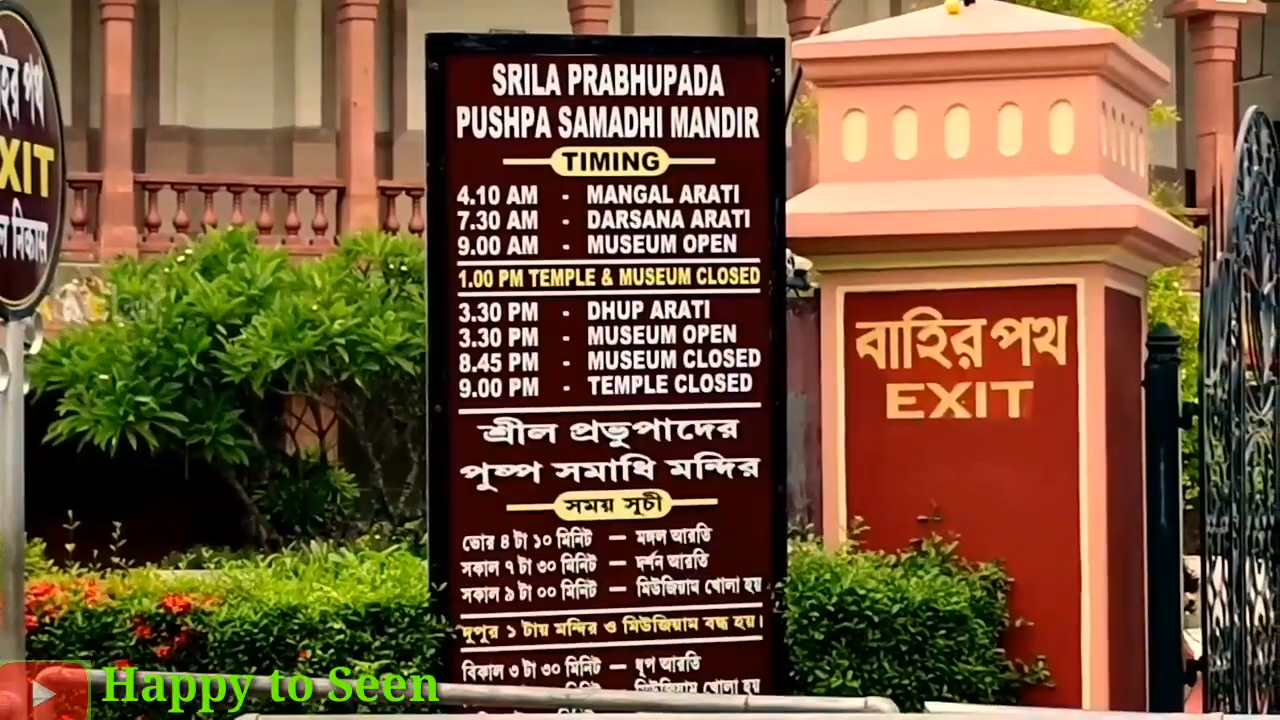 SRILA PRABHUPADA
PUSHPA SAMADHI MANDIR
TIMING
4.10 AM - MANGAL ARATI
7.30 AM - DARSANA ARATI
9.00 AM - MUSEUM OPEN
1.00 PM TEMPLE & MUSEUM CLOSED
3.30 PM - DHUP ARATI
3.30 PM - MUSEUM OPEN
8.45 PM - MUSEUM CLOSED
9.00 PM - TEMPLE CLOSED
শ্রীল প্রভুপাদের
পুষ্প সমাধি মন্দির
সময় সূচী
ভোর ৪ টা ১০ মিনিট — মঙ্গল আরতি
সকাল ৭ টা ৩০ মিনিট — দর্শন আরতি
সকাল ৯ টা ০০ মিনিট — মিউজিয়াম খোলা হয়
দুপুর ১ টায় মন্দির ও মিউজিয়াম বন্ধ হয়।
বিকাল ৩ টা ৩০ মিনিট — ধূপ আরতি
মিউজিয়াম খোলা হয়
বাহির পথ
EXIT
পথ
XIT
निकास
Happy to Seen